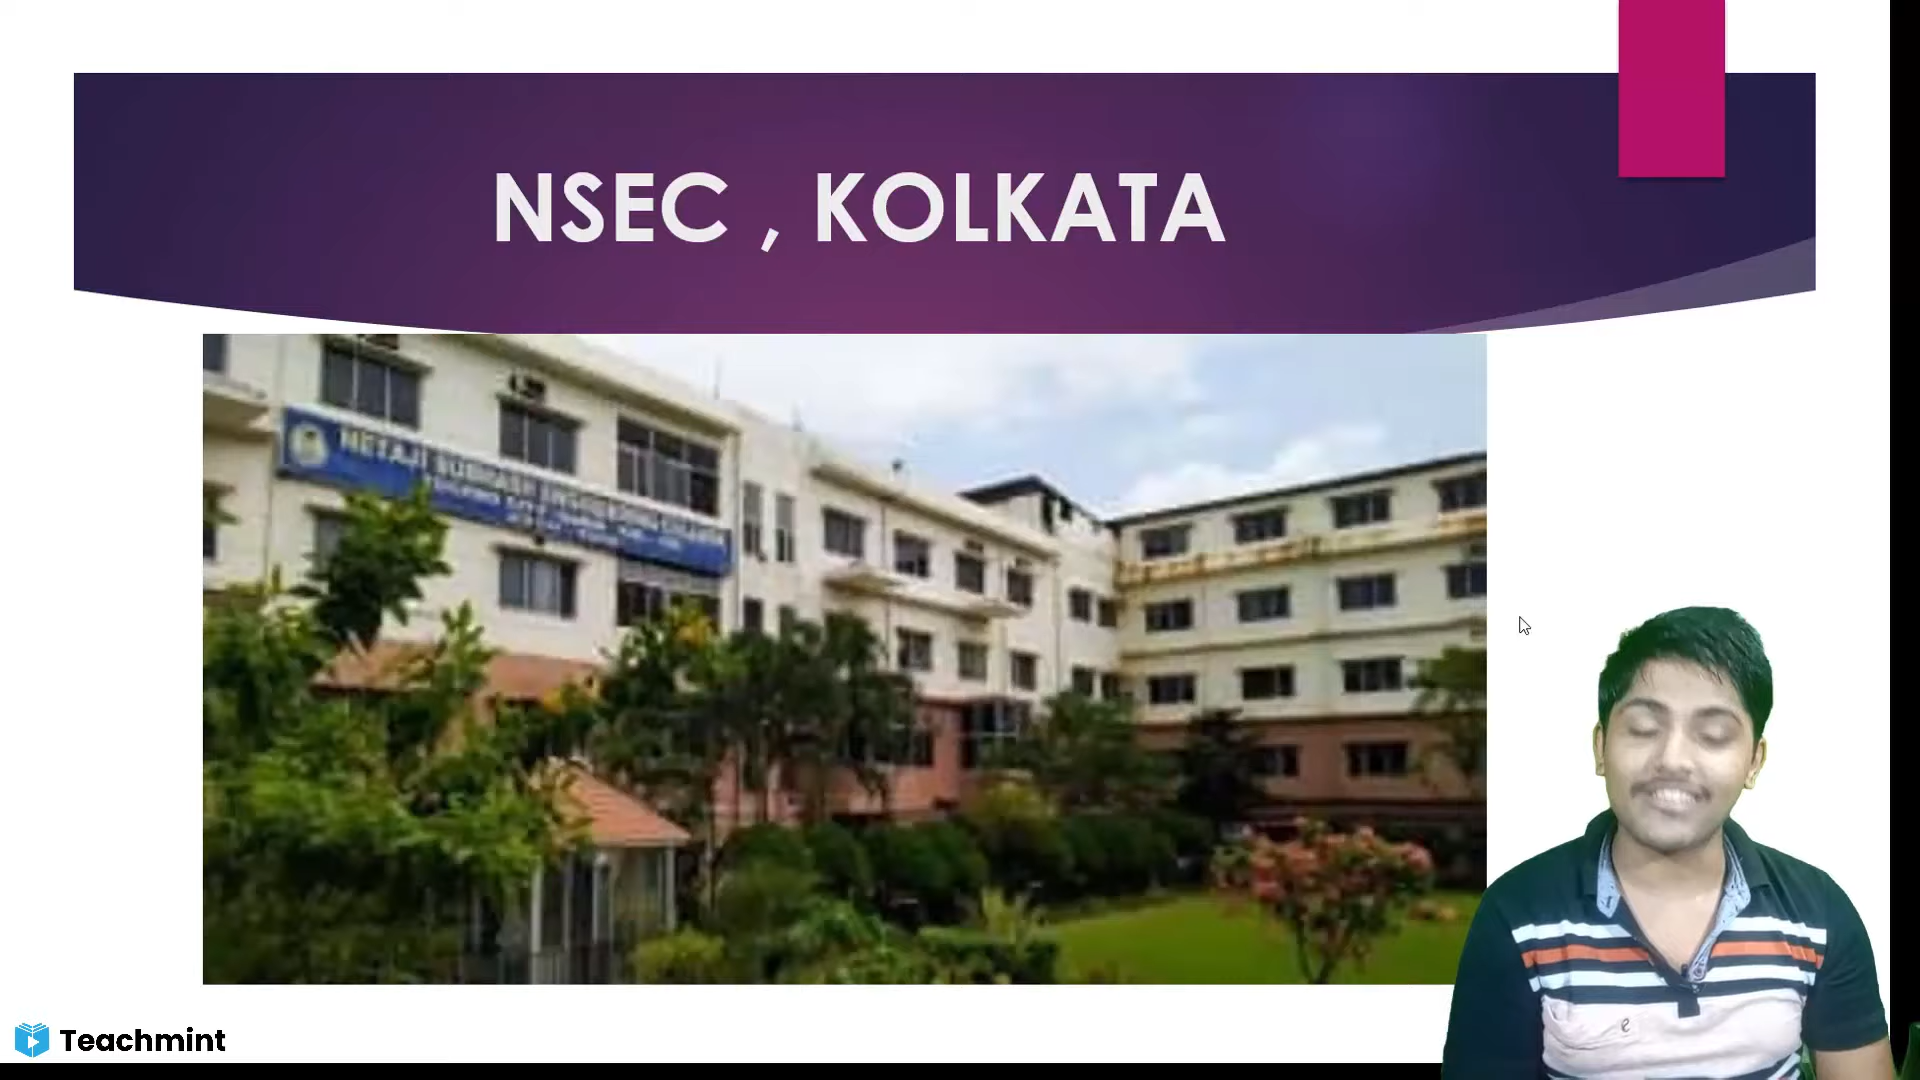 NSEC , KOLKATA
NETAJI SUBHASH ENGINEERING COLLEGE
Teachmint